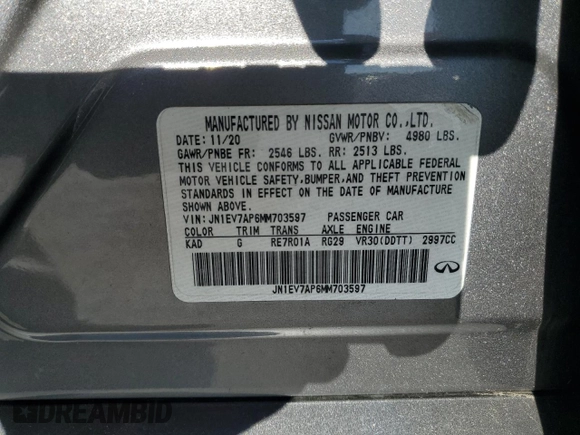 MANUFACTURED BY NISSAN MOTOR CO.,LTD.
DATE: 11/20 GVWR/PNBV: 4980 LBS.
GAWR/PNBE FR: 2546 LBS. RR: 2513 LBS.
THIS VEHICLE CONFORMS TO ALL APPLICABLE FEDERAL
MOTOR VEHICLE SAFETY,BUMPER,AND THEFT PREVENTION
STANDARDS IN EFFECT ON THE DATE OF MANUFACTURE
SHOWN ABOVE.
VIN: JN1EV7AP6MM703597 PASSENGER CAR
COLOR TRIM TRANS AXLE ENGINE
KAD G RE7R01A RG29 VR30(DDTT) 2997CC
JN1EV7AP6MM703597
DREAMBID